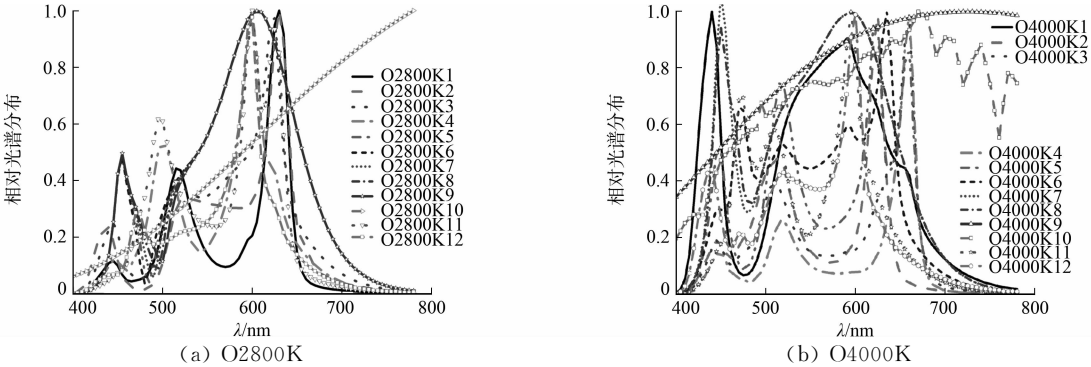 1.0
0.8
0.6
0.4
0.2
0
相对光谱分布
400
500
600
700
800
λ/nm
O2800K1
O2800K2
O2800K3
O2800K4
O2800K5
O2800K6
O2800K7
O2800K8
O2800K9
O2800K10
O2800K11
O2800K12
(a) O2800K
1.0
0.8
0.6
0.4
0.2
0
相对光谱分布
400
500
600
700
800
λ/nm
O4000K1
O4000K2
O4000K3
O4000K4
O4000K5
O4000K6
O4000K7
O4000K8
O4000K9
O4000K10
O4000K11
O4000K12
(b) O4000K